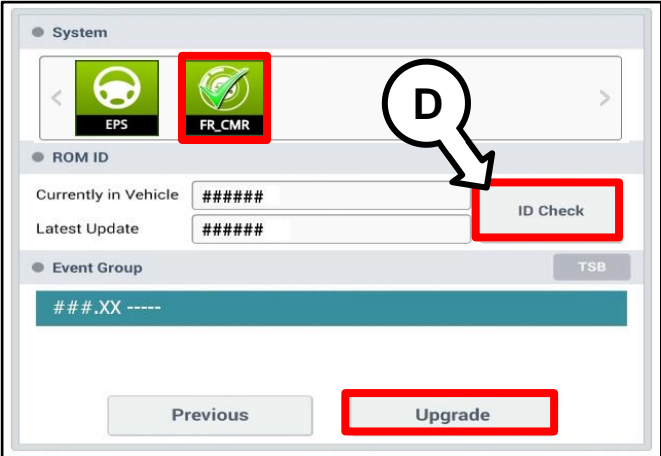 System
<
EPS
FR_CMR
D
>
ROM ID
Currently in Vehicle ######
ID Check
Latest Update ######
Event Group
TSB
###.XX -----
Previous
Upgrade